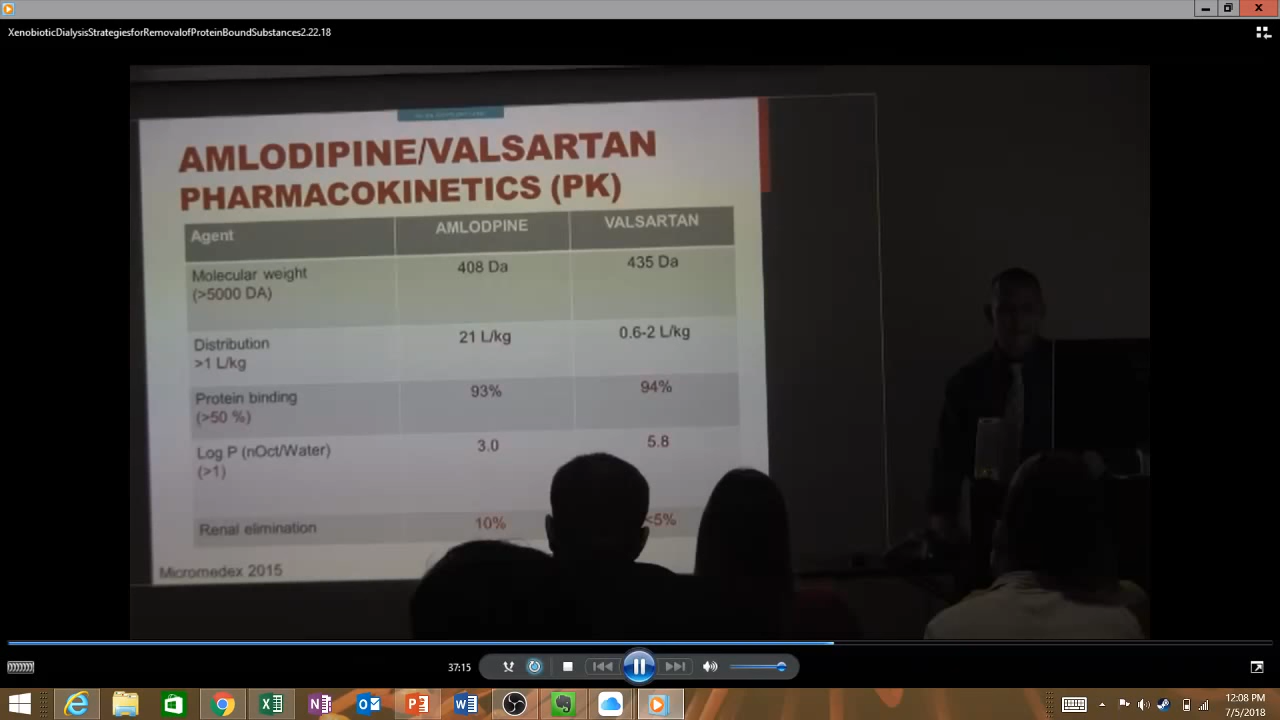 XenobioticDialysisStrategiesforRemovalofProteinBoundSubstances2.22.18
AMLODIPINE/VALSARTAN
PHARMACOKINETICS (PK)
Agent AMLODPINE VALSARTAN
Molecular weight 408 Da 435 Da
(>5000 DA)
Distribution 21 L/kg 0.6-2 L/kg
>1 L/kg
Protein binding 93% 94%
(>50 %)
Log P (nOct/Water) 3.0 5.8
(>1)
Renal elimination 10% <5%
Micromedex 2015
37:15
12:08 PM
7/5/2018